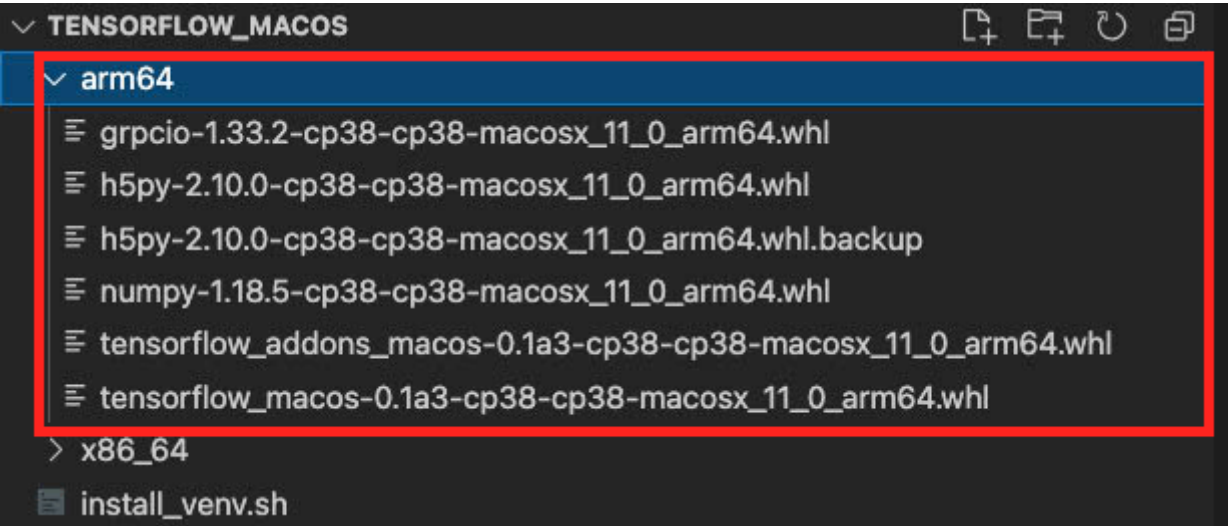 TENSORFLOW_MACOS
arm64
grpcio-1.33.2-cp38-cp38-macosx_11_0_arm64.whl
h5py-2.10.0-cp38-cp38-macosx_11_0_arm64.whl
h5py-2.10.0-cp38-cp38-macosx_11_0_arm64.whl.backup
numpy-1.18.5-cp38-cp38-macosx_11_0_arm64.whl
tensorflow_addons_macos-0.1a3-cp38-cp38-macosx_11_0_arm64.whl
tensorflow_macos-0.1a3-cp38-cp38-macosx_11_0_arm64.whl
x86_64
install_venv.sh